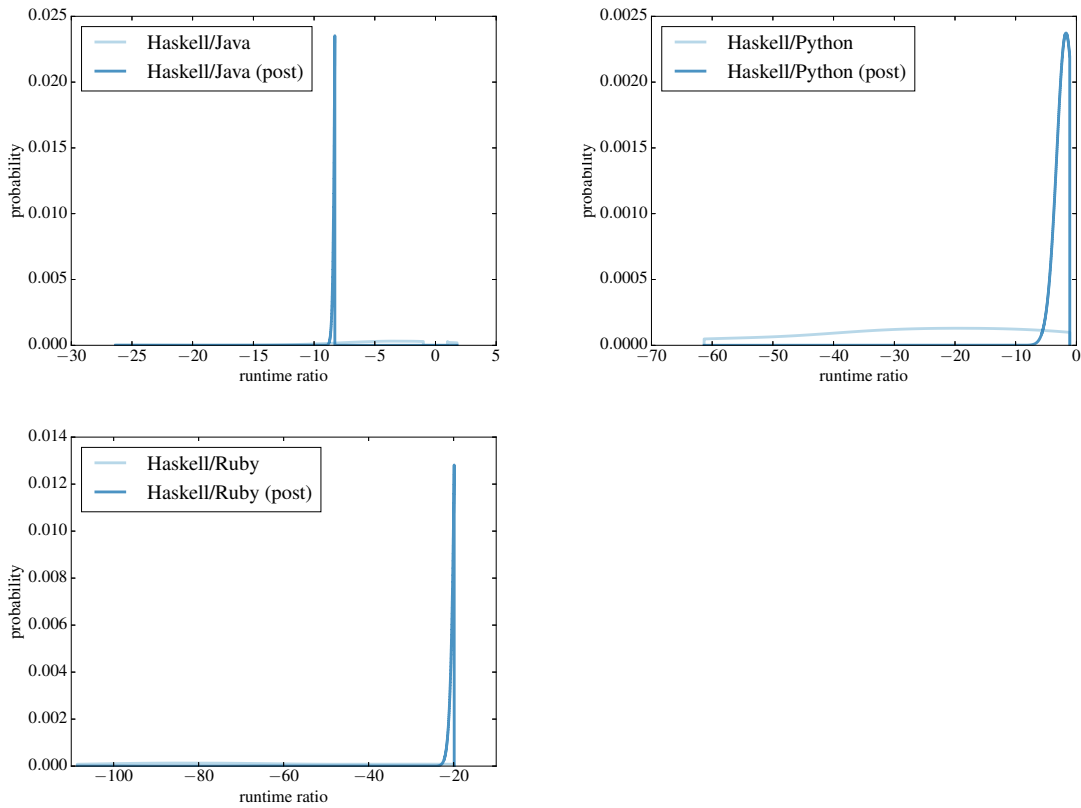 0.025
0.020
0.015
0.010
0.005
0.000
probability
−30 −25 −20 −15 −10 −5 0 5
runtime ratio
Haskell/Java
Haskell/Java (post)
0.0025
0.0020
0.0015
0.0010
0.0005
0.0000
probability
−70 −60 −50 −40 −30 −20 −10 0
runtime ratio
Haskell/Python
Haskell/Python (post)
0.014
0.012
0.010
0.008
0.006
0.004
0.002
0.000
probability
−100 −80 −60 −40 −20
runtime ratio
Haskell/Ruby
Haskell/Ruby (post)